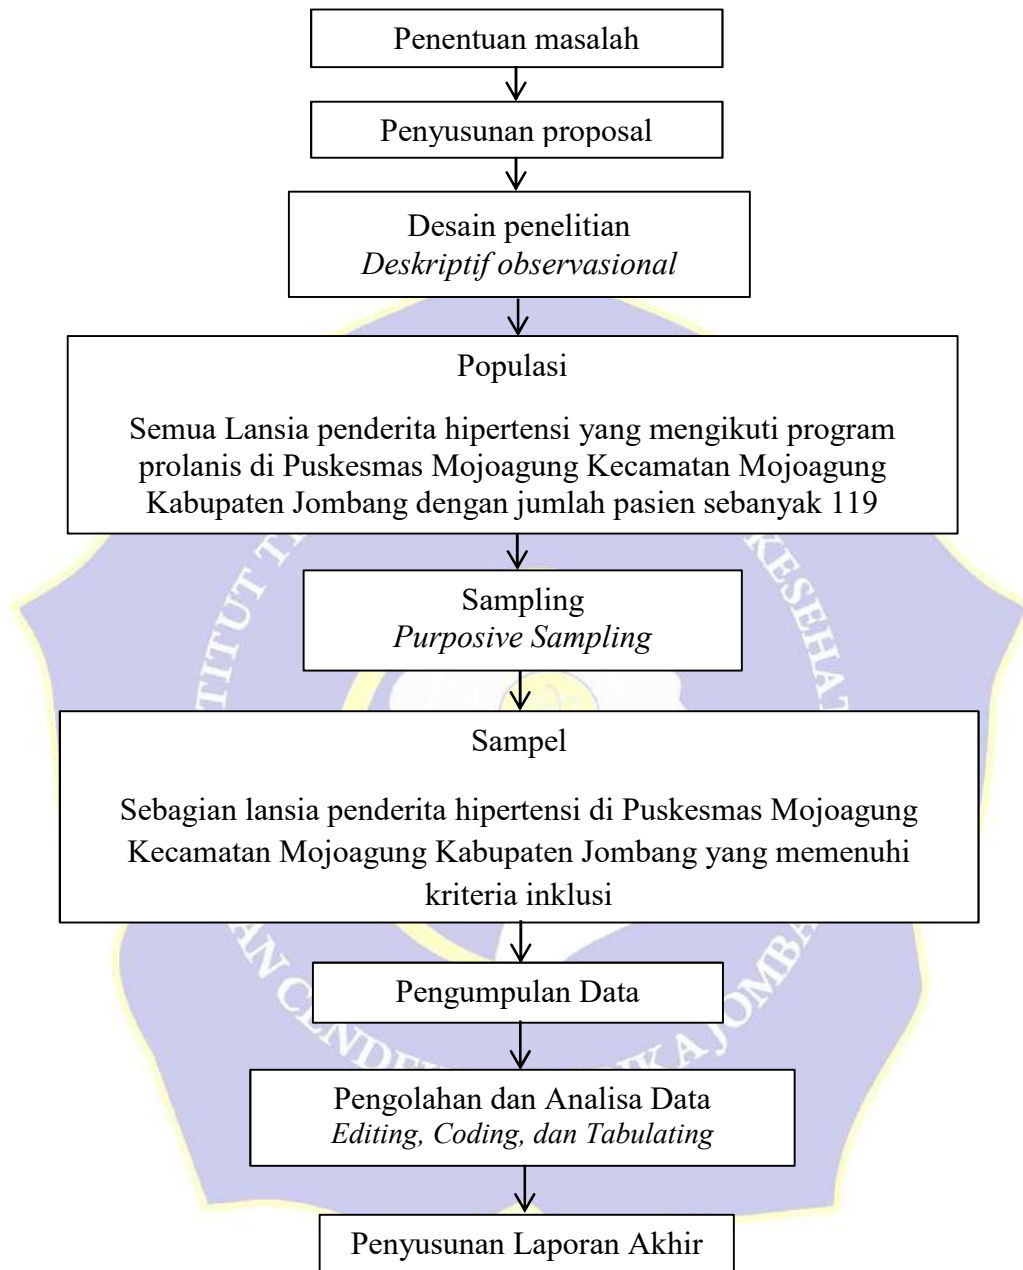 Penentuan masalah
Penyusunan proposal
Desain penelitian
Deskriptif observasional
Populasi
Semua Lansia penderita hipertensi yang mengikuti program
prolanis di Puskesmas Mojoagung Kecamatan Mojoagung
Kabupaten Jombang dengan jumlah pasien sebanyak 119
Sampling
Purposive Sampling
Sampel
Sebagian lansia penderita hipertensi di Puskesmas Mojoagung
Kecamatan Mojoagung Kabupaten Jombang yang memenuhi
kriteria inklusi
Pengumpulan Data
Pengolahan dan Analisa Data
Editing, Coding, dan Tabulating
Penyusunan Laporan Akhir